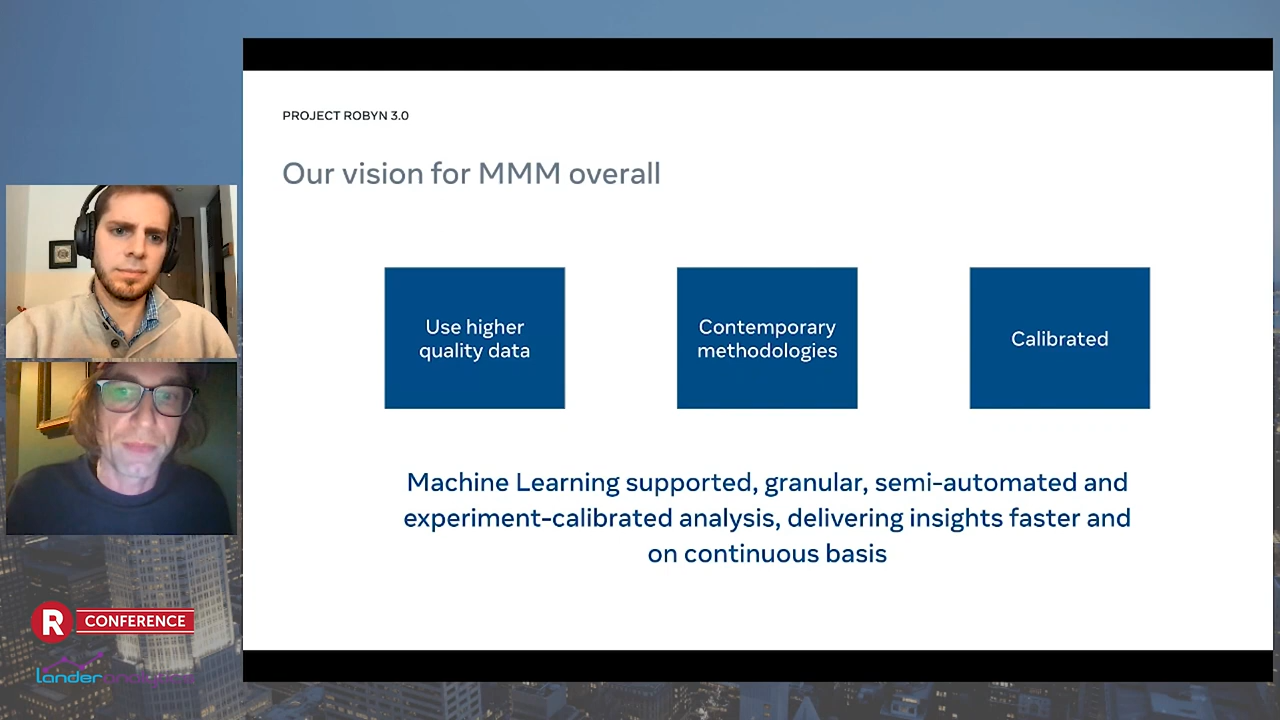 PROJECT ROBYN 3.0
Our vision for MMM overall
Use higher
quality data
Contemporary
methodologies
Calibrated
Machine Learning supported, granular, semi-automated and
experiment-calibrated analysis, delivering insights faster and
on continuous basis
R CONFERENCE
lander analytics